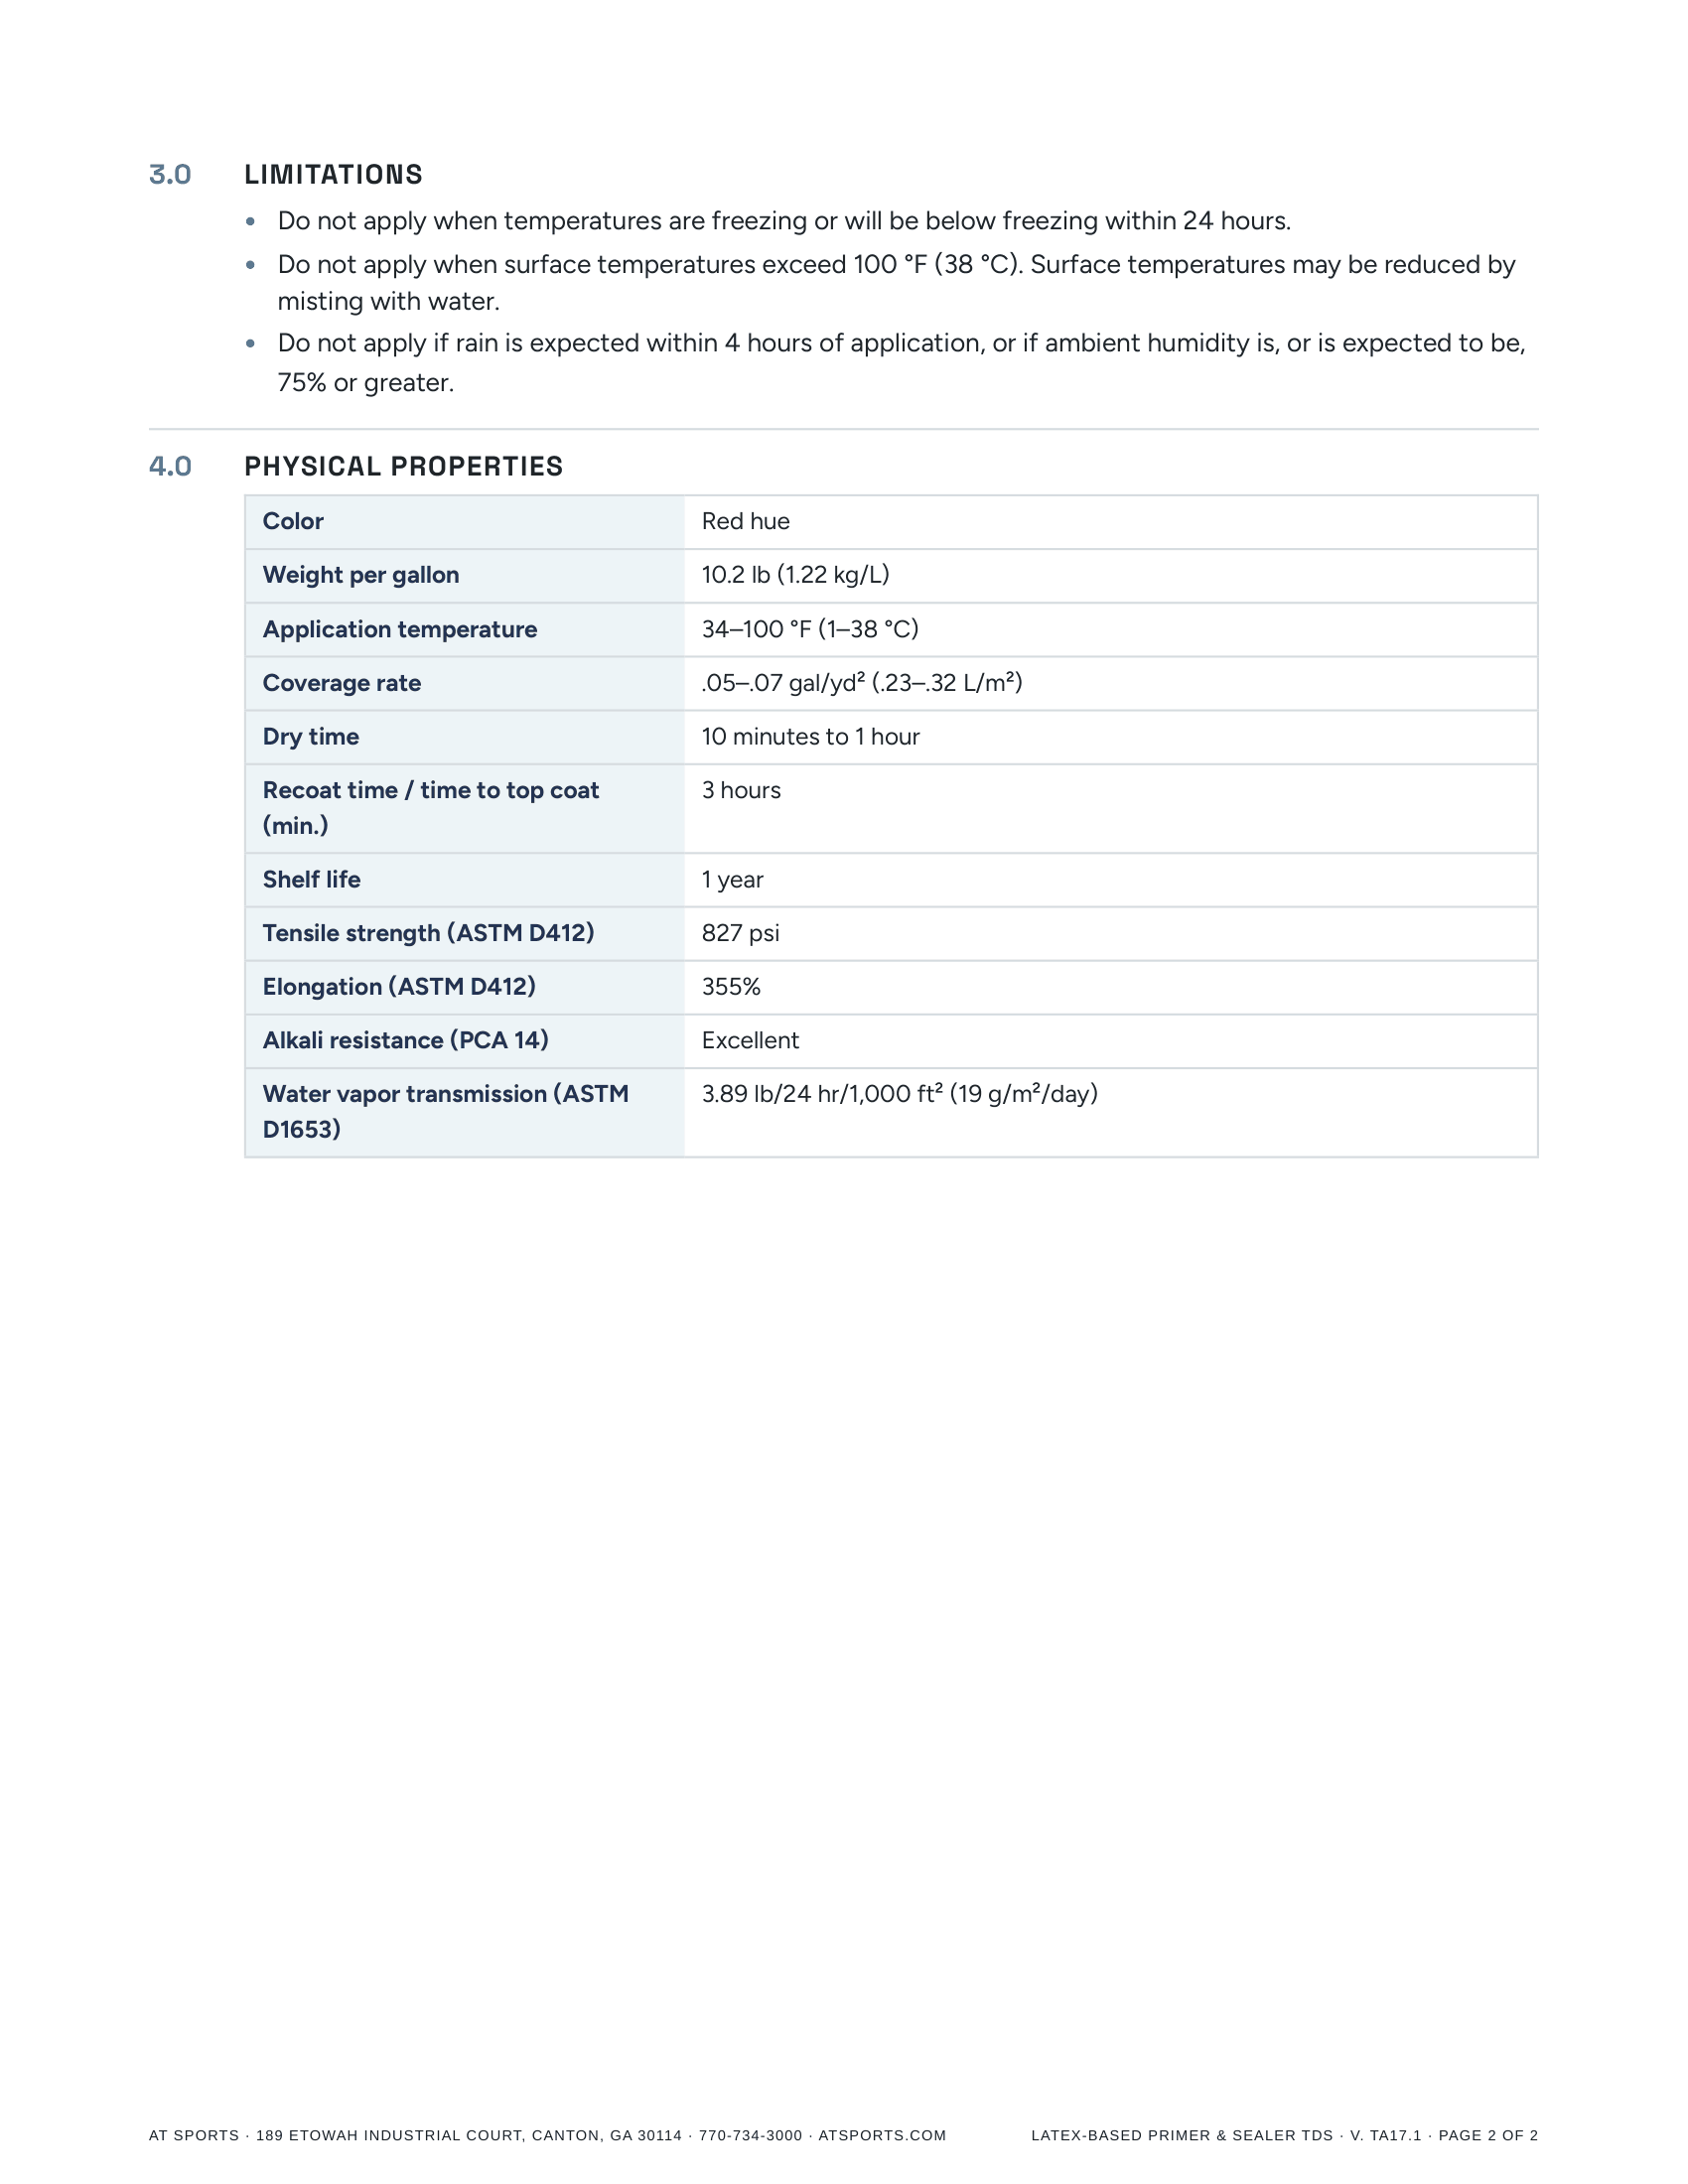 3.0 LIMITATIONS
• Do not apply when temperatures are freezing or will be below freezing within 24 hours.
• Do not apply when surface temperatures exceed 100 °F (38 °C). Surface temperatures may be reduced by
misting with water.
• Do not apply if rain is expected within 4 hours of application, or if ambient humidity is, or is expected to be,
75% or greater.
4.0 PHYSICAL PROPERTIES
Color Red hue
Weight per gallon 10.2 lb (1.22 kg/L)
Application temperature 34–100 °F (1–38 °C)
Coverage rate .05–.07 gal/yd² (.23–.32 L/m²)
Dry time 10 minutes to 1 hour
Recoat time / time to top coat 3 hours
(min.)
Shelf life 1 year
Tensile strength (ASTM D412) 827 psi
Elongation (ASTM D412) 355%
Alkali resistance (PCA 14) Excellent
Water vapor transmission (ASTM 3.89 lb/24 hr/1,000 ft² (19 g/m²/day)
D1653)
AT SPORTS · 189 ETOWAH INDUSTRIAL COURT, CANTON, GA 30114 · 770-734-3000 · ATSPORTS.COM LATEX-BASED PRIMER & SEALER TDS · V. TA17.1 · PAGE 2 OF 2